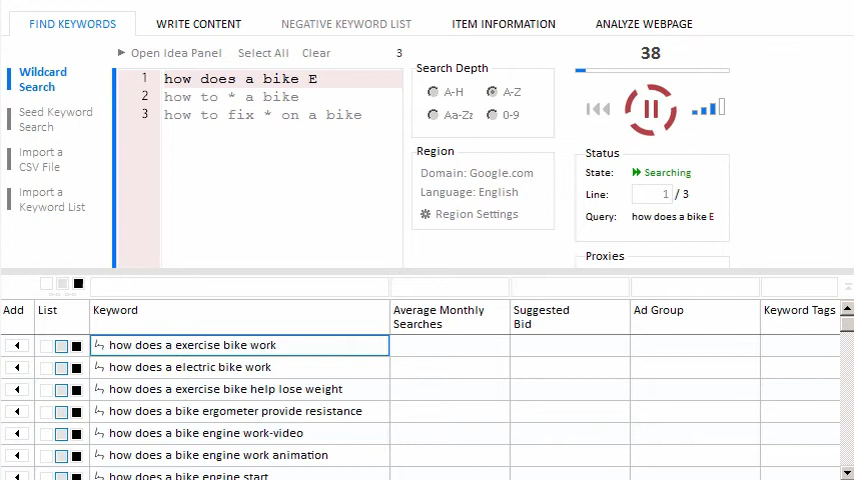 FIND KEYWORDS WRITE CONTENT NEGATIVE KEYWORD LIST ITEM INFORMATION ANALYZE WEBPAGE
Open Idea Panel Select All Clear 3
Wildcard
Search
Seed Keyword
Search
Import a
CSV File
Import a
Keyword List
1 how does a bike E
2 how to * a bike
3 how to fix * on a bike
Search Depth
A-H A-Z
Aa-Zz 0-9
Region
Domain: Google.com
Language: English
Region Settings
38
Status
State: Searching
Line: 1 / 3
Query: how does a bike E
Proxies
Add List Keyword Average Monthly Searches Suggested Bid Ad Group Keyword Tags
how does a exercise bike work
how does a electric bike work
how does a exercise bike help lose weight
how does a bike ergometer provide resistance
how does a bike engine work-video
how does a bike engine work animation
how does a bike engine start